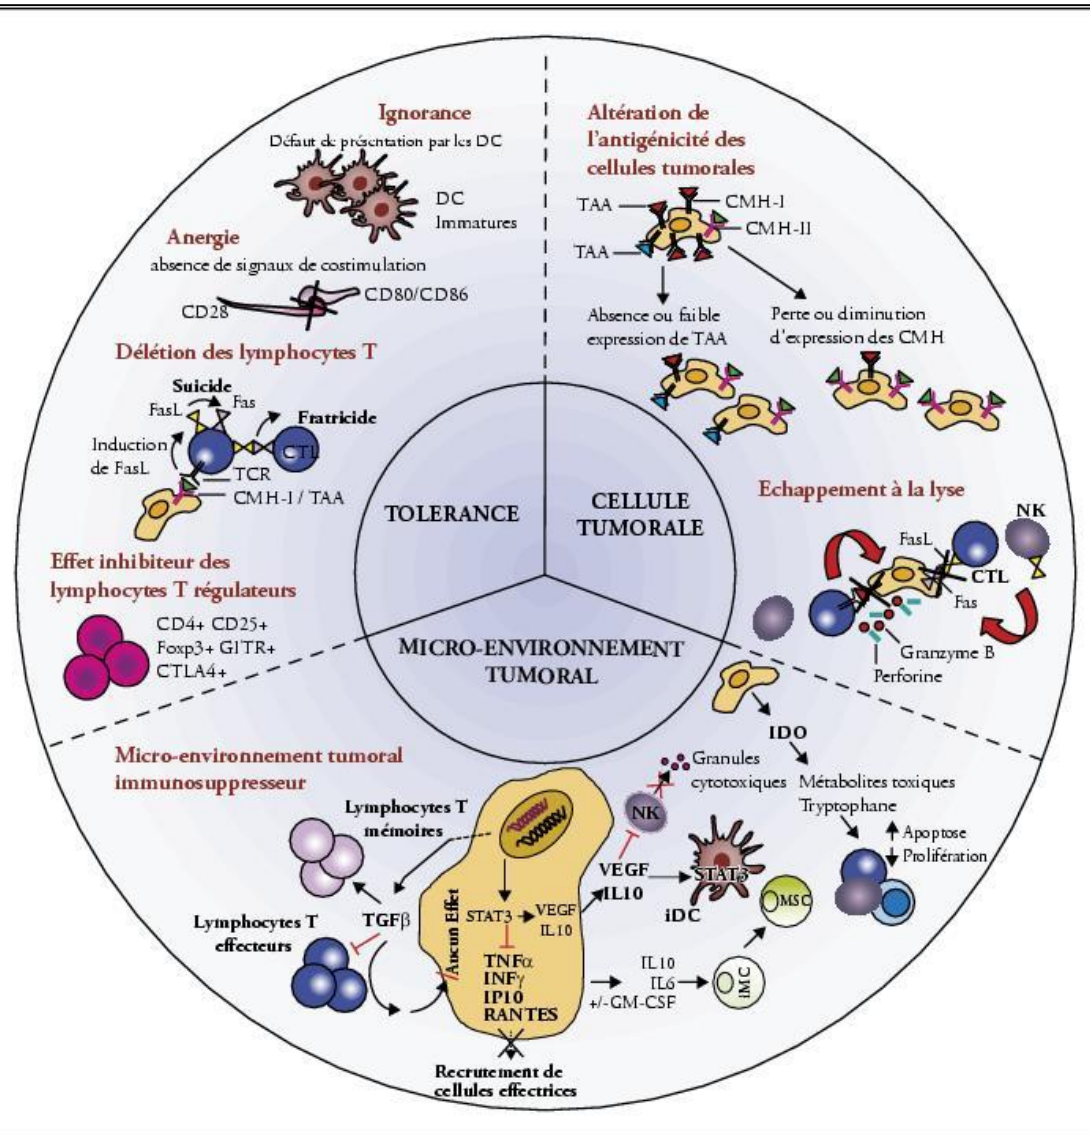 Ignorance
Défaut de présentation par les DC
DC
Immatures
Anergie
absence de signaux de costimulation
CD28
CD80/CD86
Délétion des lymphocytes T
Suicide
FasL
Fas
Fratricide
Induction
de FasL
CTL
TCR
CMH-I / TAA
Effet inhibiteur des
lymphocytes T régulateurs
CD4+ CD25+
Foxp3+ GITR+
CTLA4+
TOLERANCE
Altération de
l'antigénicité des
cellules tumorales
TAA
CMH-I
CMH-II
TAA
Absence ou faible
expression de TAA
Perte ou diminution
d'expression des CMH
CELLULE
TUMORALE
Echappement à la lyse
NK
FasL
CTL
Fas
Granzyme B
Perforine
MICRO-ENVIRONNEMENT
TUMORAL
Micro-environnement tumoral
immunosuppresseur
Lymphocytes T
mémoires
Lymphocytes T
effecteurs
TGFβ
Aucun Effet
STAT3
VEGF
IL10
TNFα
INFγ
IP10
RANTES
Recrutement de
cellules effectrices
NK
Granules
cytotoxiques
VEGF
IL10
STAT3
iDC
IL10
IL6
+/-GM-CSF
iMC
MSC
IDO
Métabolites toxiques
Tryptophane
Apoptose
Prolifération